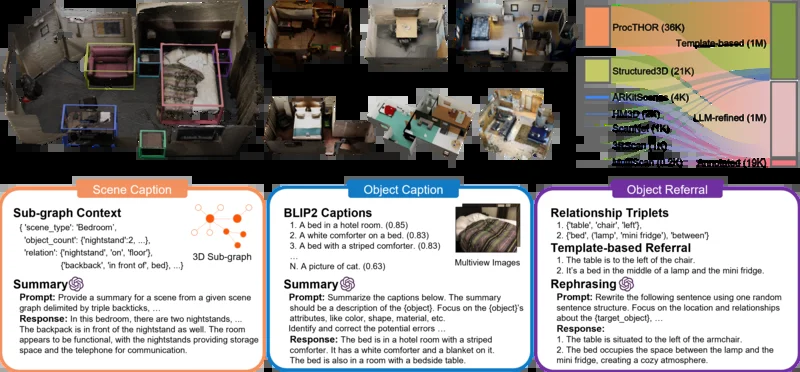 ProcTHOR (36K)
Template-based (1M)
Structured3D (21K)
ARKitScenes (4K)
LLM-refined (1M)
Scene Caption
Sub-graph Context
{ 'scene_type': 'Bedroom',
'object_count': {'nightstand':2, ...},
'relation': {'nightstand', 'on', 'floor'},
{'backback', 'in front of', bed}, ...}
3D Sub-graph
Summary
Prompt: Provide a summary for a scene from a given scene
graph delimited by triple backticks, …
Response: In this bedroom, there are two nightstands, …
The backpack is in front of the nightstand as well. The room
appears to be functional, with the nightstands providing storage
space and the telephone for communication.
Object Caption
BLIP2 Captions
1. A bed in a hotel room. (0.85)
2. A white comforter on a bed. (0.83)
3. A bed with a striped comforter. (0.83)
…
N. A picture of cat. (0.63)
Multiview Images
Summary
Prompt: Summarize the captions below. The summary
should be a description of the {object}. Focus on the {object}'s
attributes, like color, shape, material, etc.
Identify and correct the potential errors …
Response: The bed is in a hotel room with a striped
comforter. It has a white comforter and a blanket on it.
The bed is also in a room with a bedside table.
Object Referral
Relationship Triplets
1. {'table', 'chair', 'left'},
2. {'bed', ('lamp', 'mini fridge'), 'between'}
Template-based Referral
1. The table is to the left of the chair.
2. It's a bed in the middle of a lamp and the mini fridge.
Rephrasing
Prompt: Rewrite the following sentence using one random
sentence structure. Focus on the location and relationships
about the {target_object}, …
Response:
1. The table is situated to the left of the armchair.
2. The bed occupies the space between the lamp and the
mini fridge, creating a cozy atmosphere.